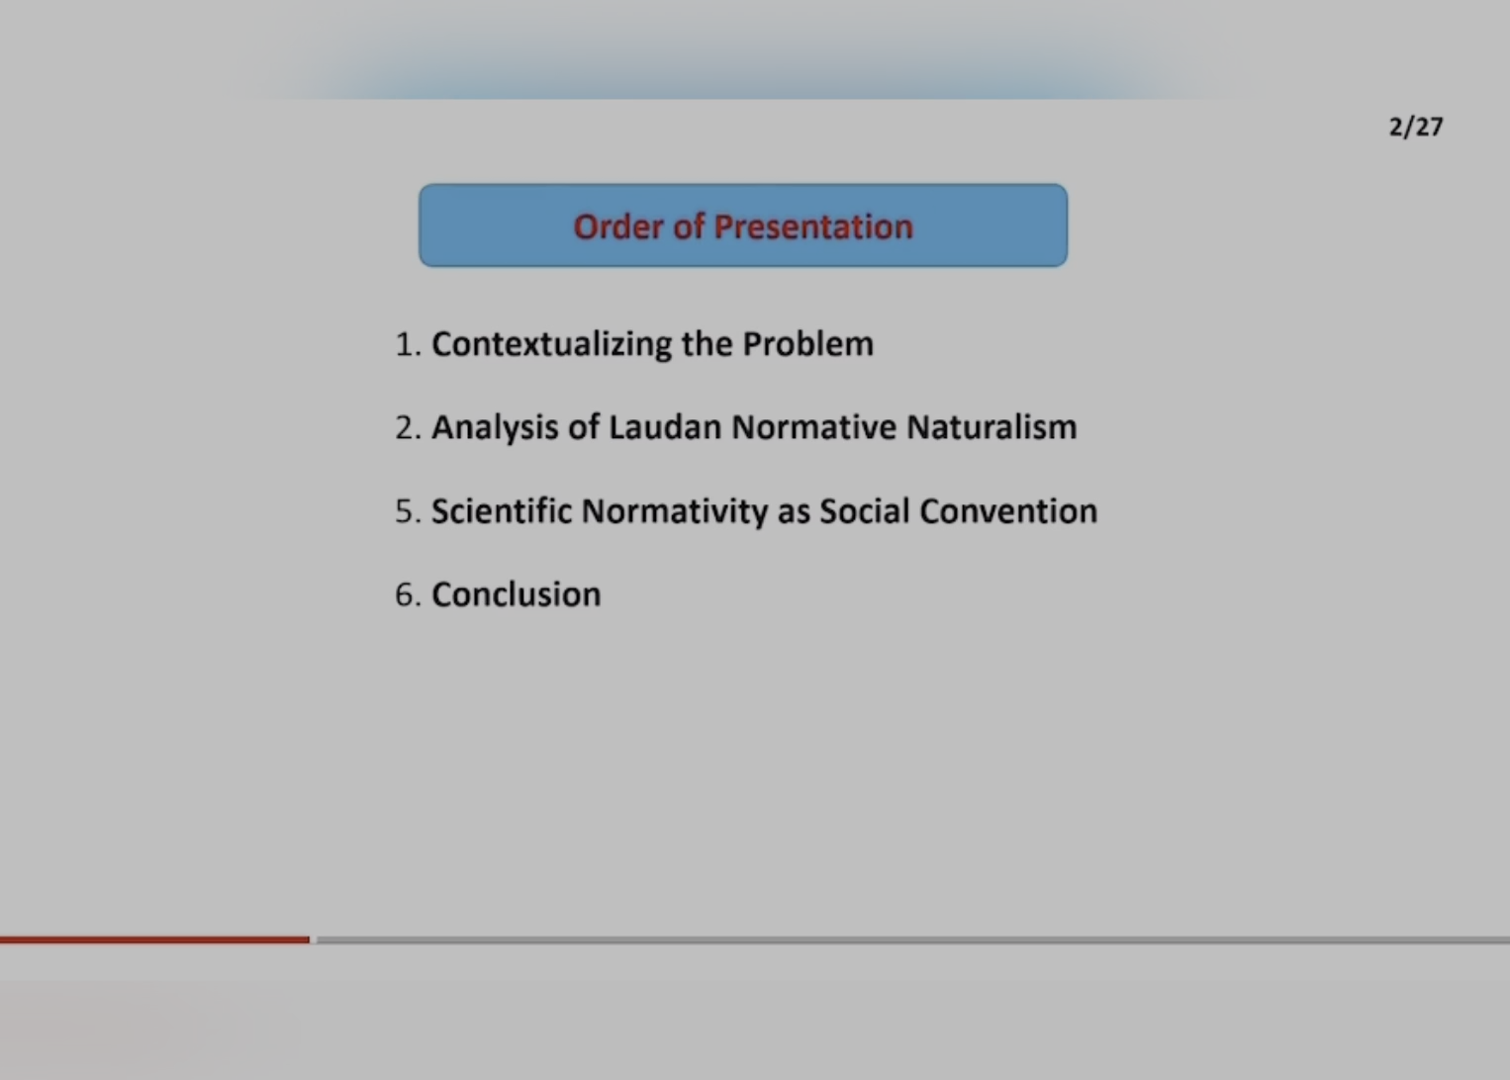 2/27
Order of Presentation
1. Contextualizing the Problem
2. Analysis of Laudan Normative Naturalism
5. Scientific Normativity as Social Convention
6. Conclusion